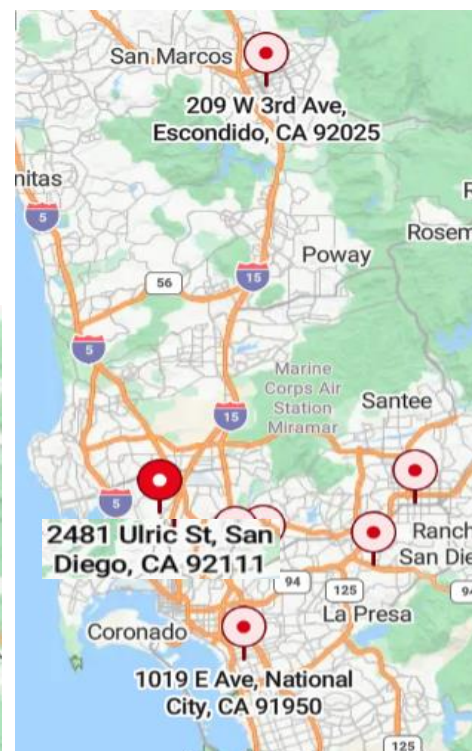 San Marcos
209 W 3rd Ave,
Escondido, CA 92025
nitas
5
R
Rosem
Poway
56
15
5
Marine
Corps Air
Station
Miramar
Santee
15
5
2481 Ulric St, San
Diego, CA 92111
Ranch
San Die
94
125
94
La Presa
Coronado
1019 E Ave, National
City, CA 91950
125